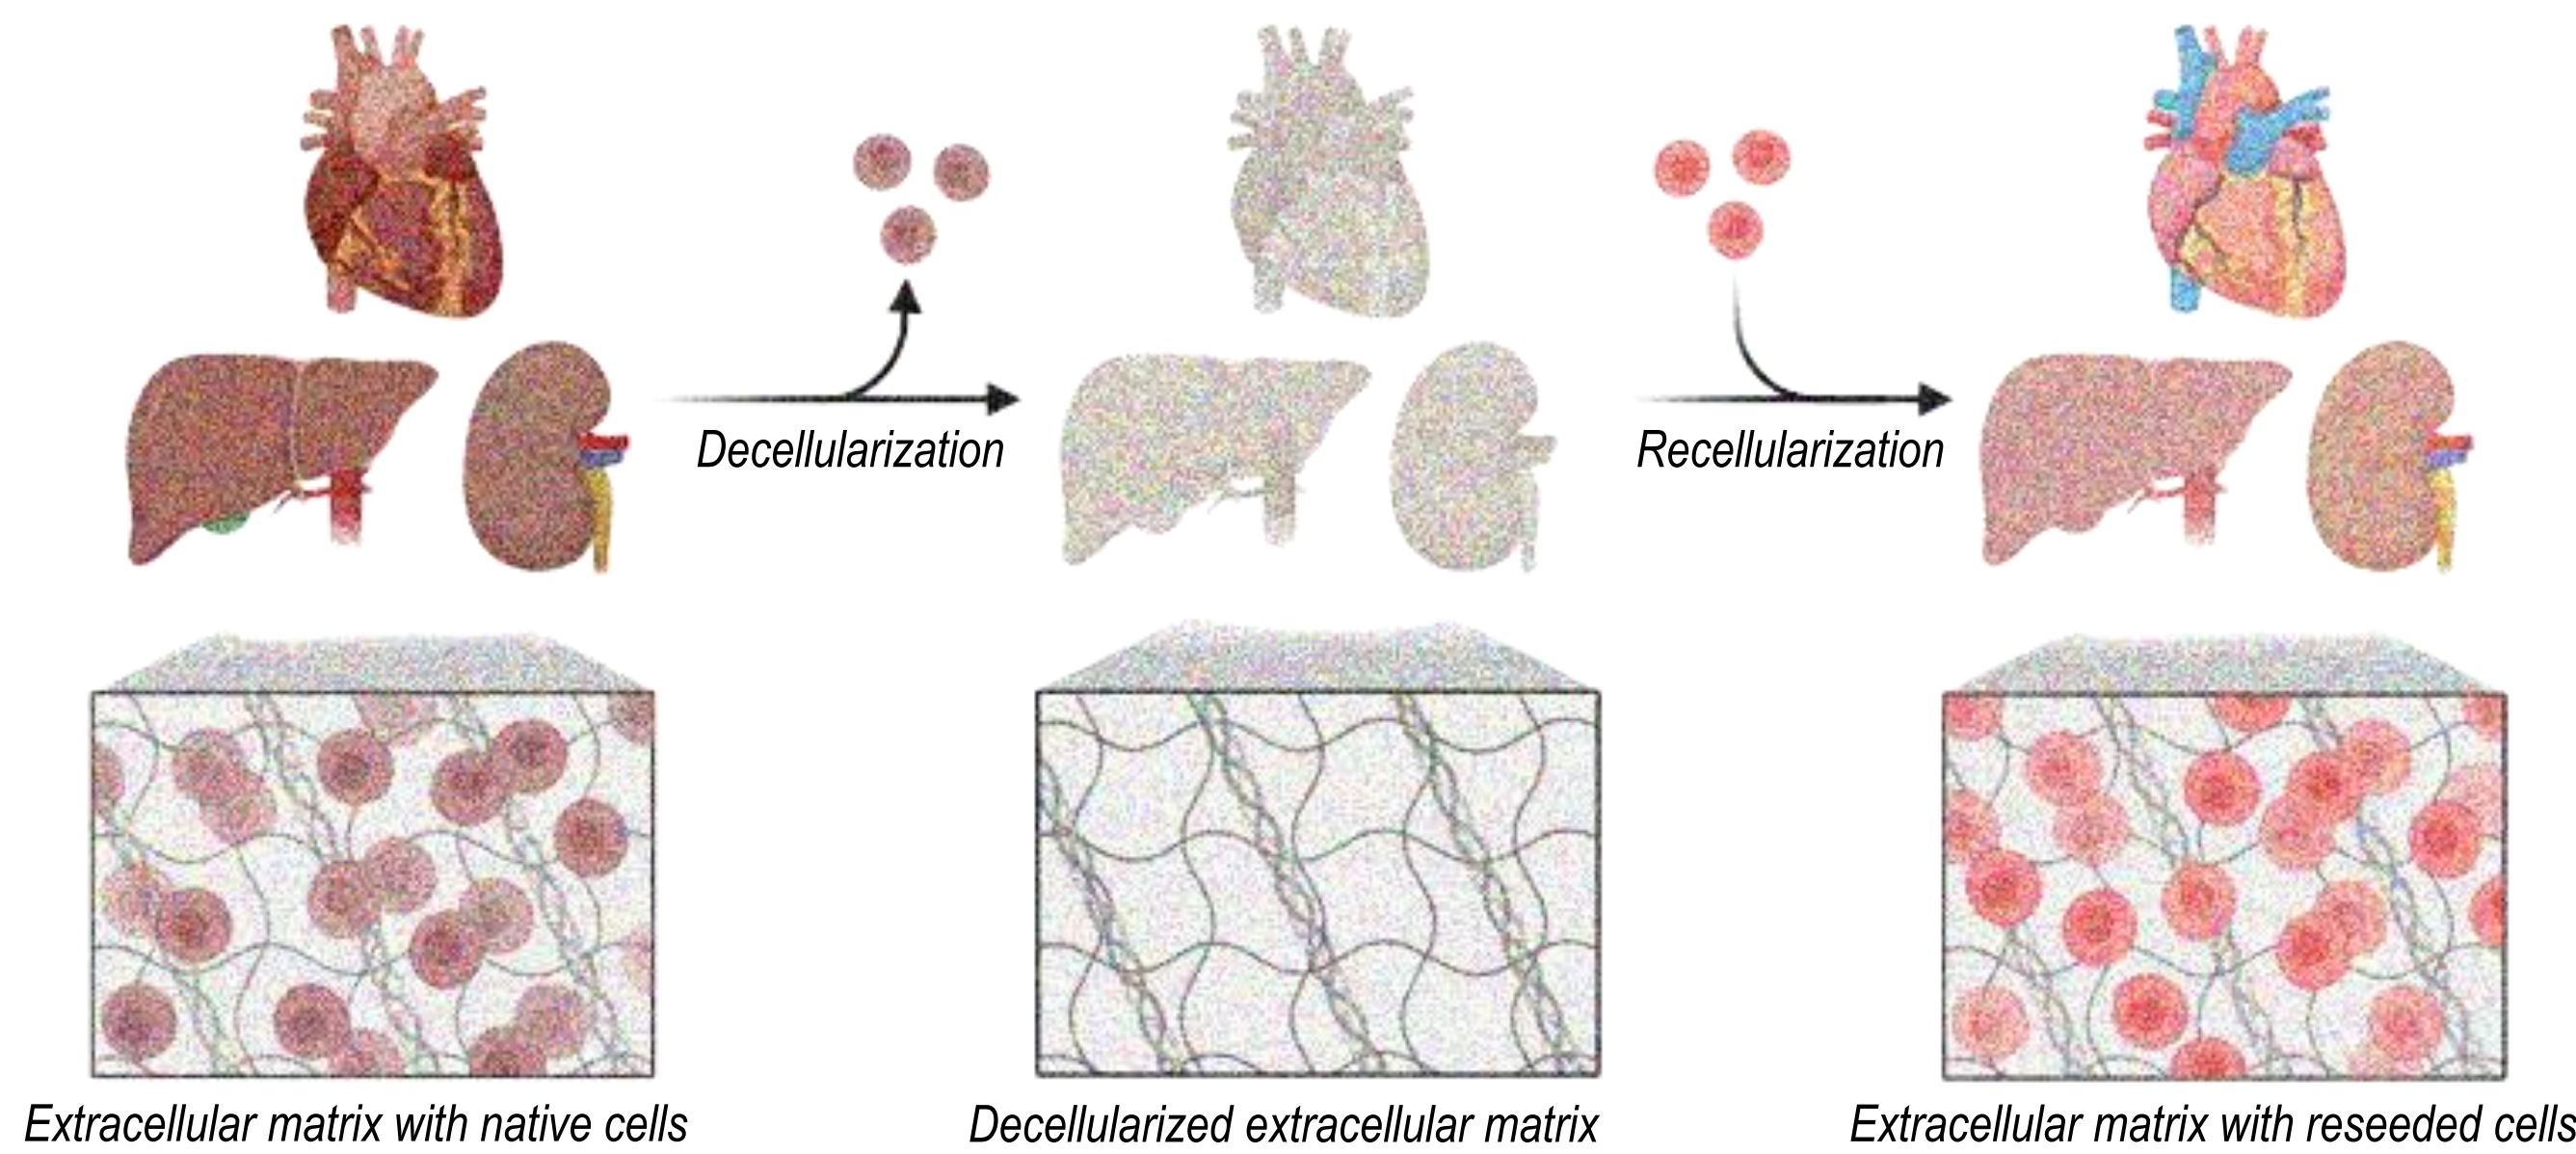 Decellularization
Recellularization
Extracellular matrix with native cells
Decellularized extracellular matrix
Extracellular matrix with reseeded cells